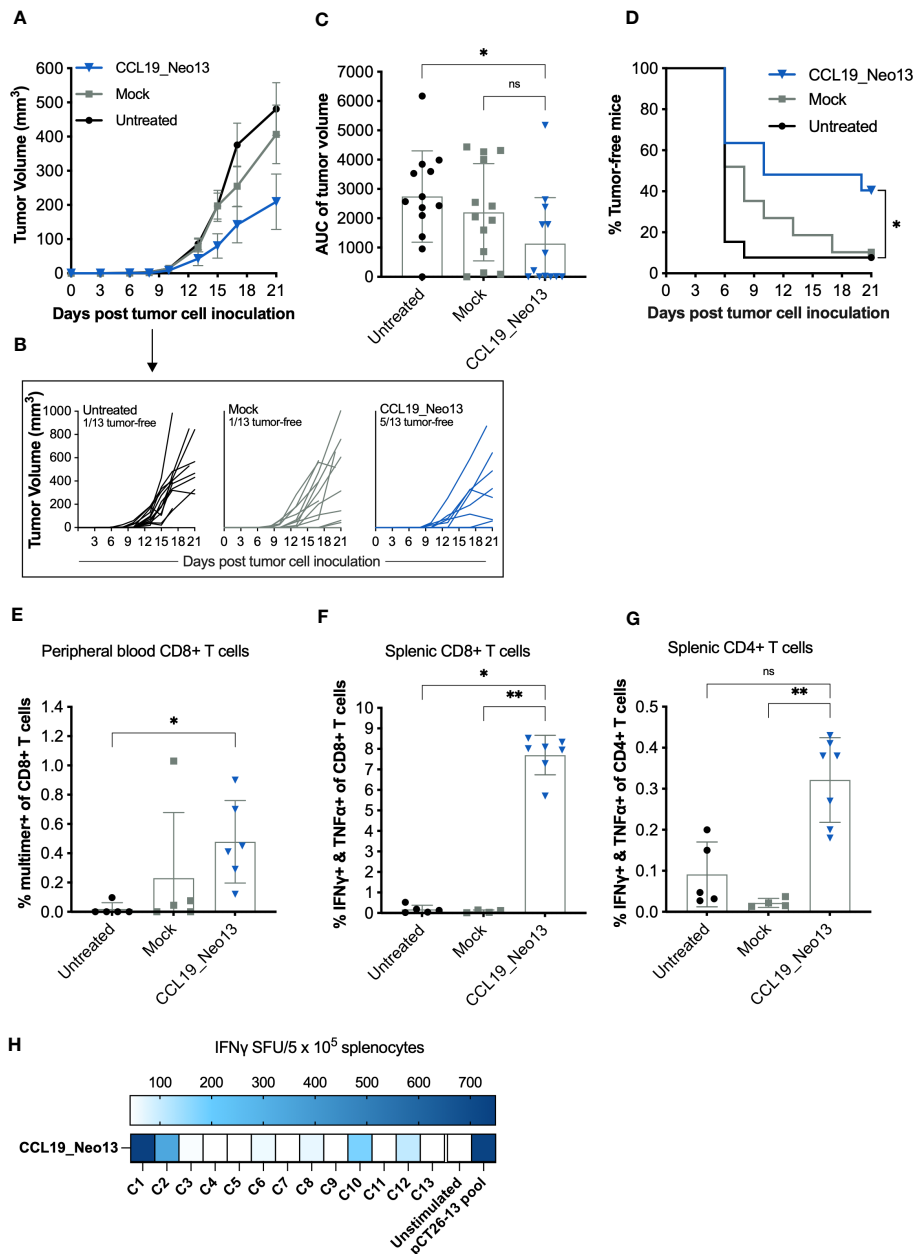 A
CCL19_Neo13
Mock
Untreated
Tumor Volume (mm³)
600
500
400
300
200
100
0
0 3 6 9 12 15 18 21
Days post tumor cell inoculation
C
*
ns
AUC of tumor volume
7000
6000
5000
4000
3000
2000
1000
0
Untreated
Mock
CCL19_Neo13
D
CCL19_Neo13
Mock
Untreated
% Tumor-free mice
100
80
60
40
20
0
*
0 3 6 9 12 15 18 21
Days post tumor cell inoculation
B
Tumor Volume (mm³)
1000
800
600
400
200
0
Untreated
1/13 tumor-free
3 6 9 12 15 18 21
Mock
1/13 tumor-free
0 3 6 9 12 15 18 21
CCL19_Neo13
5/13 tumor-free
0 3 6 9 12 15 18 21
Days post tumor cell inoculation
E
Peripheral blood CD8+ T cells
% multimer+ of CD8+ T cells
1.4
1.2
1.0
0.8
0.6
0.4
0.2
0.0
*
Untreated
Mock
CCL19_Neo13
F
Splenic CD8+ T cells
% IFNγ+ & TNFα+ of CD8+ T cells
10
9
8
7
6
5
4
3
2
1
0
*
**
Untreated
Mock
CCL19_Neo13
G
Splenic CD4+ T cells
% IFNγ+ & TNFα+ of CD4+ T cells
0.5
0.4
0.3
0.2
0.1
0.0
ns
**
Untreated
Mock
CCL19_Neo13
H
IFNγ SFU/5 x 10⁵ splenocytes
100 200 300 400 500 600 700
CCL19_Neo13
C1 C2 C3 C4 C5 C6 C7 C8 C9 C10 C11 C12 C13 Unstimulated pCT26-13 pool